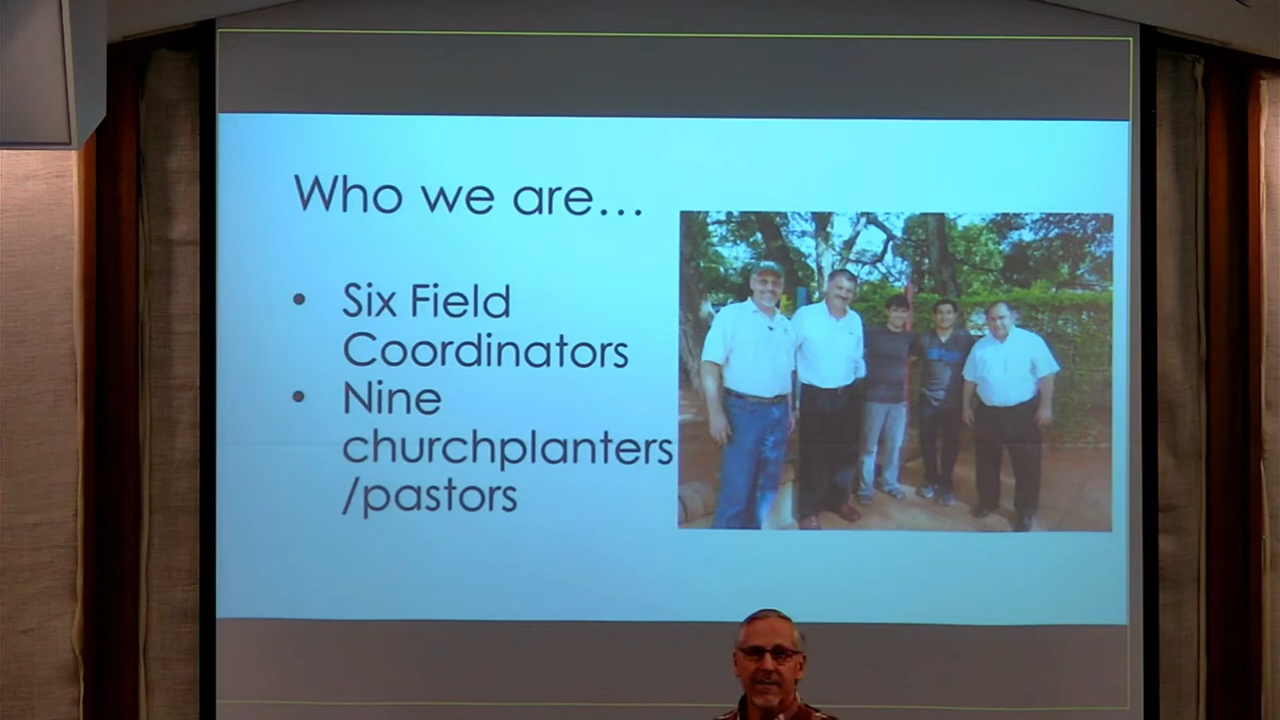 Who we are…
• Six Field
Coordinators
• Nine
churchplanters
/pastors